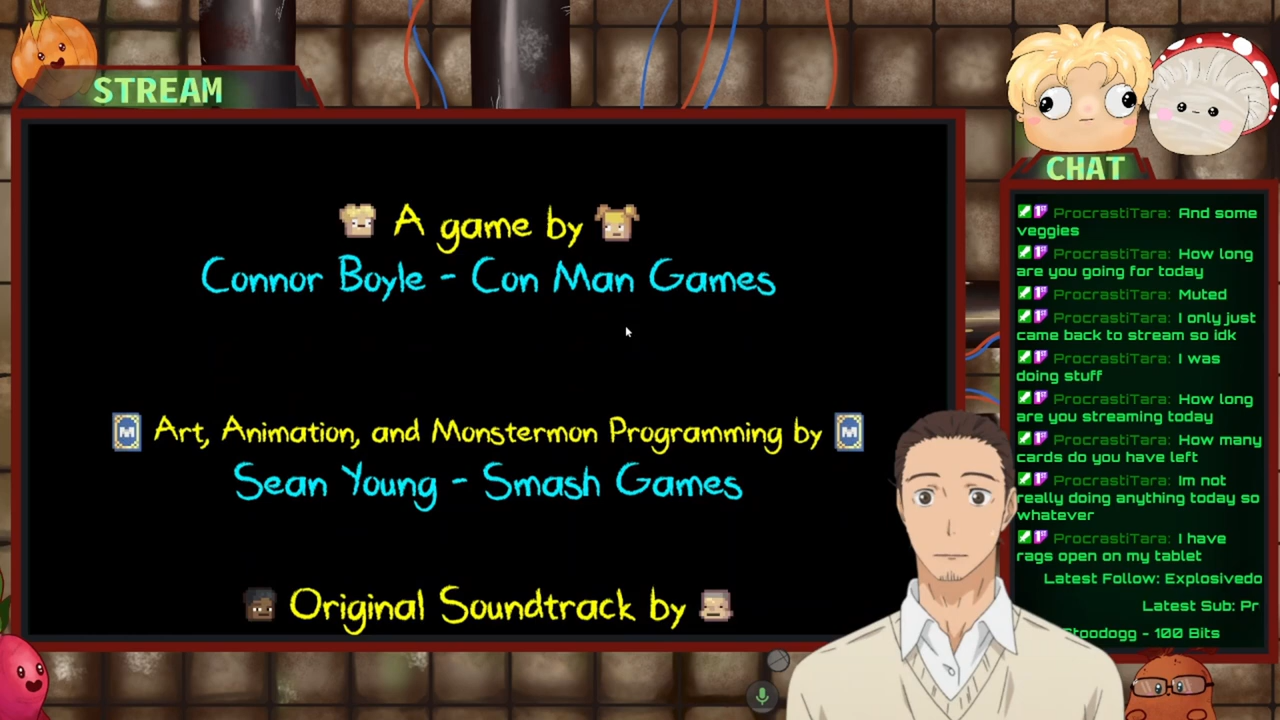 STREAM
A game by
Connor Boyle - Con Man Games
M Art, Animation, and Monstermon Programming by M
Sean Young - Smash Games
Original Soundtrack by
CHAT
ProcrastiTara: And some
veggies
ProcrastiTara: How long
are you going for today
ProcrastiTara: Muted
ProcrastiTara: I only just
came back to stream so idk
ProcrastiTara: I was
doing stuff
ProcrastiTara: How long
are you streaming today
ProcrastiTara: How many
cards do you have left
ProcrastiTara: Im not
really doing anything today so
whatever
ProcrastiTara: I have
rags open on my tablet
Latest Follow: Explosivedo
Latest Sub: Pr
Stoodogg - 100 Bits